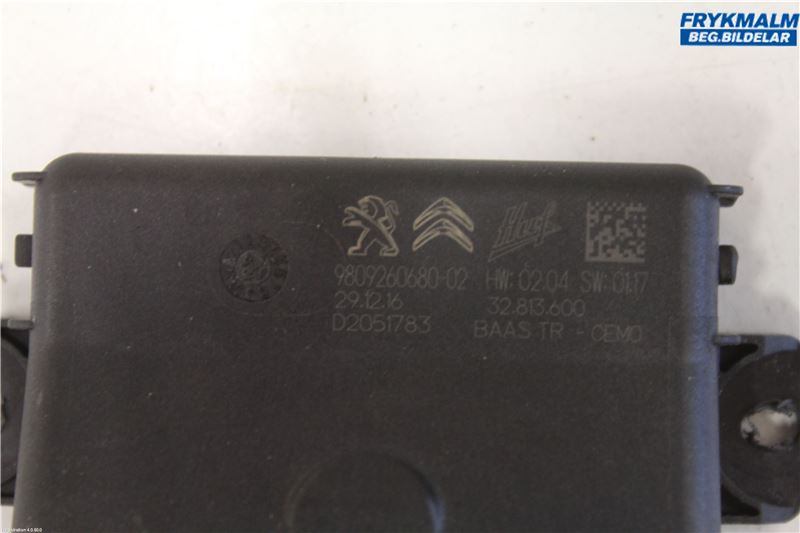 FRYKMALM
BEG.BILDELAR
Huf
9809260680-02 HW: 02.04 SW: 01.17
29.12.16 32.813.600
D2051783 BAAS TR - CEMO